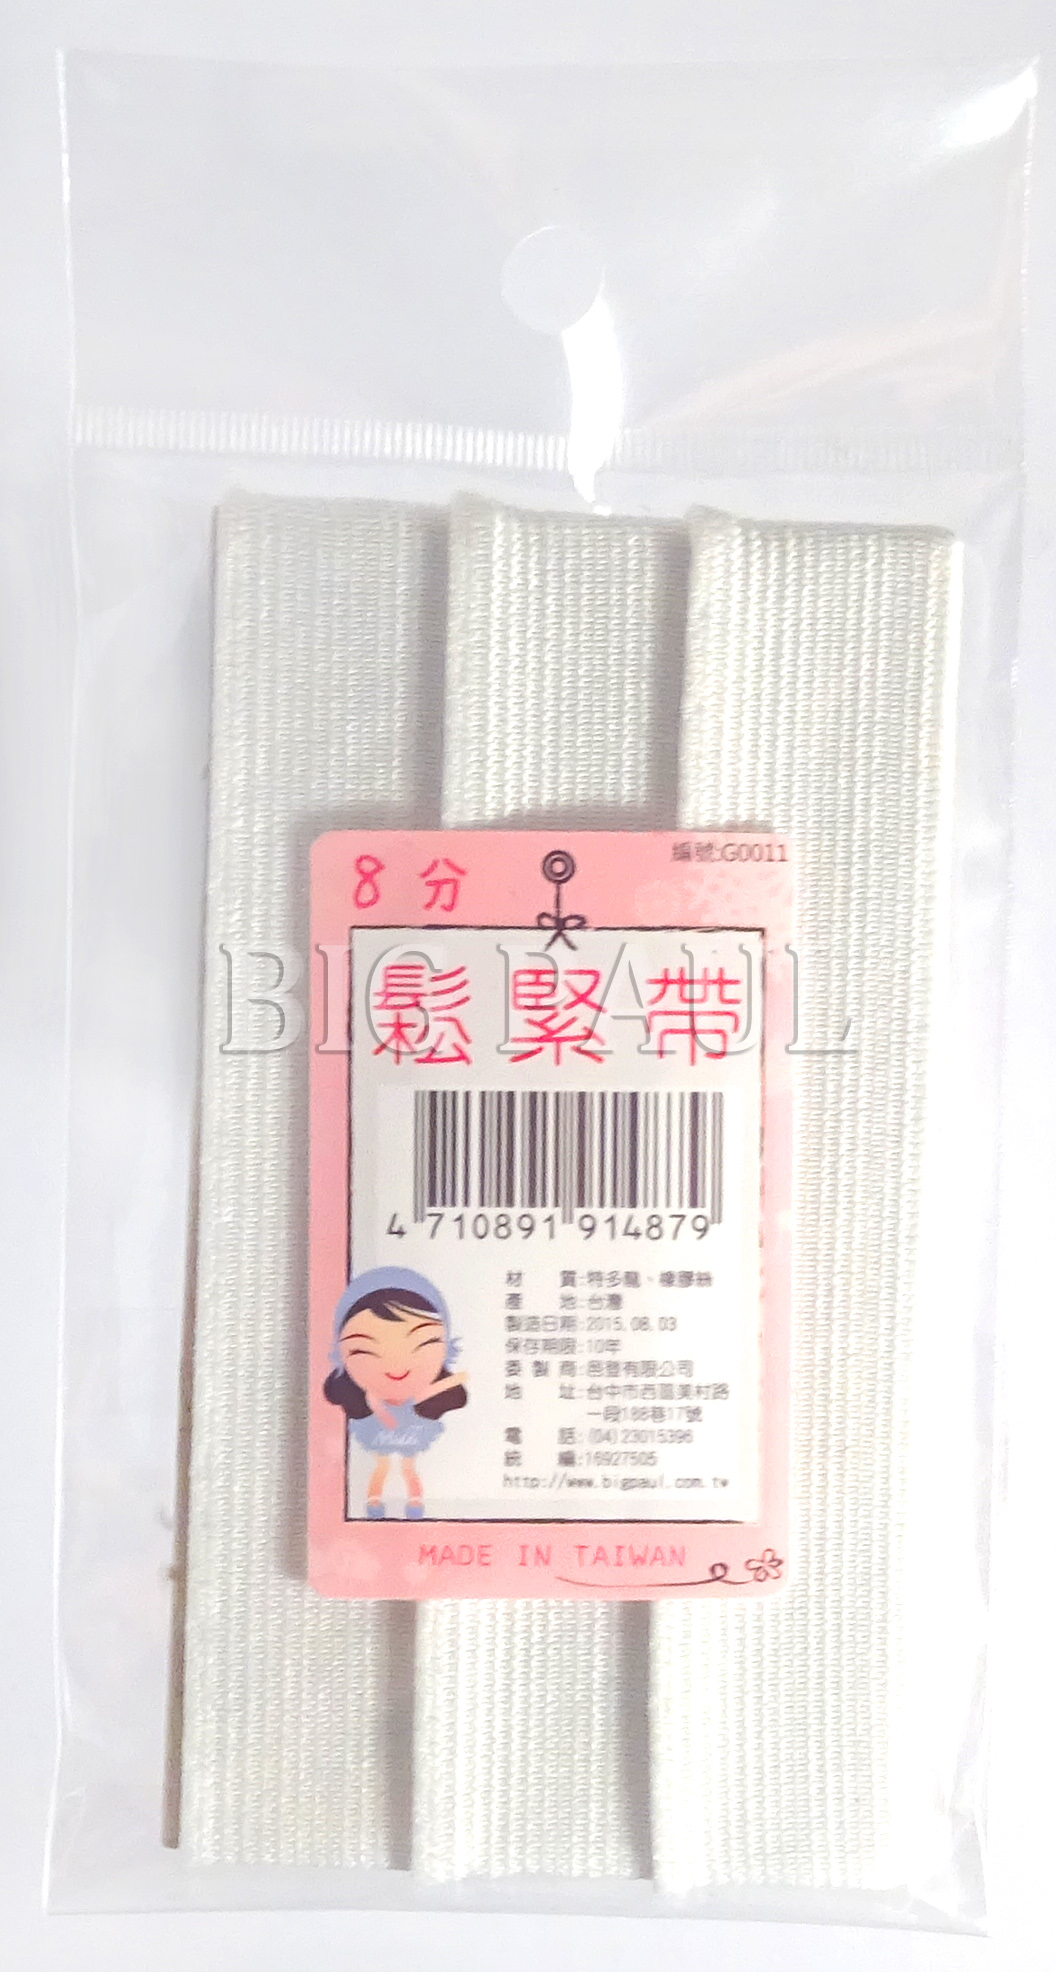 編號:G0011
8 分
BIG PAUL
鬆緊帶
4 710891 914879
材 質:特多龍、橡膠絲
產 地:台灣
製造日期:2015.08.03
保存期限:10年
委製商:邑登有限公司
地 址:台中市西區美村路
一段188巷17號
電 話:(04)23015396
統 編:16927505
http://www.bigpaul.com.tw
MADE IN TAIWAN